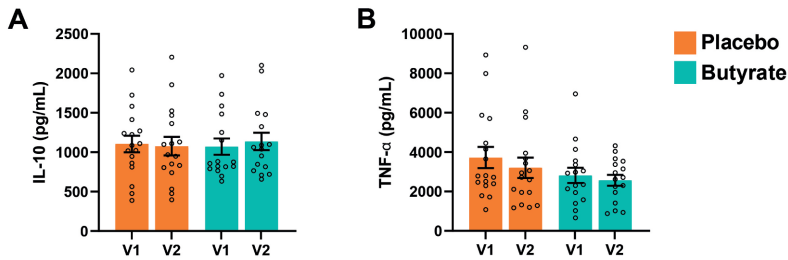 A
IL-10 (pg/mL)
2500
2000
1500
1000
500
0
V1 V2 V1 V2
B
TNF-α (pg/mL)
10000
8000
6000
4000
2000
0
V1 V2 V1 V2
Placebo
Butyrate